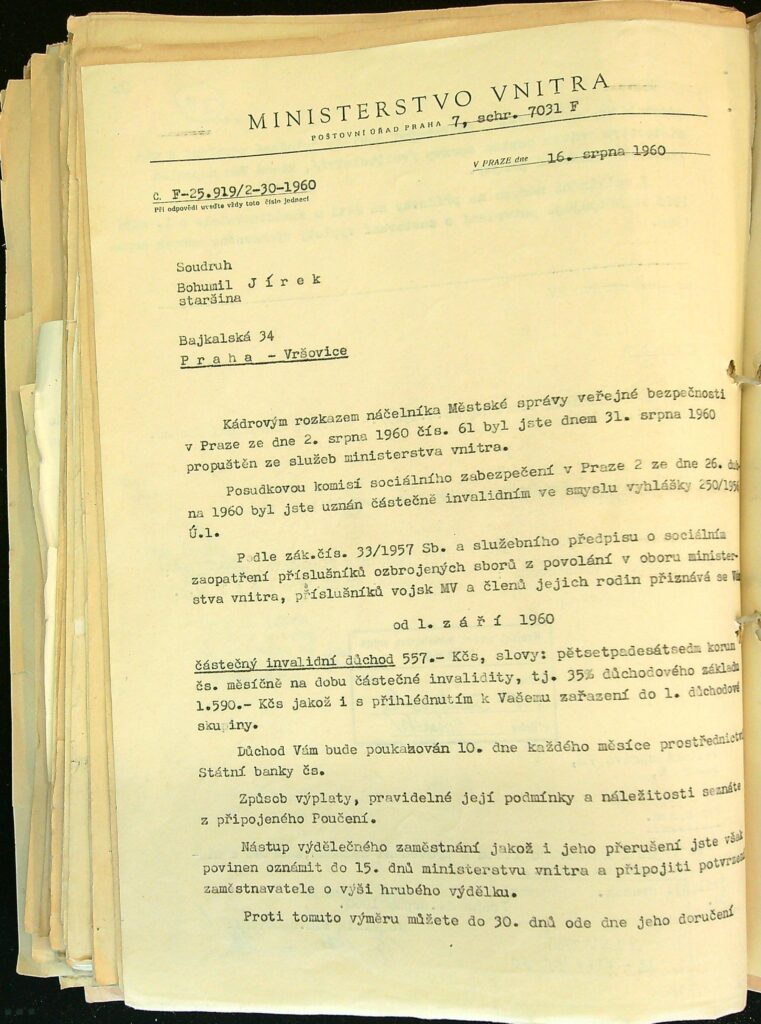 MINISTERSTVO VNITRA
POŠTOVNÍ ÚŘAD PRAHA 7, schr. 7031 F
V PRAZE dne 16. srpna 1960
Č. F-25.919/2-30-1960
Při odpovědi uveďte vždy toto číslo jednací
Soudruh
Bohumil J í r e k
staršina
Bajkalská 34
P r a h a - Vršovice
Kádrovým rozkazem náčelníka Městské správy veřejné bezpečnosti
v Praze ze dne 2. srpna 1960 čís. 61 byl jste dnem 31. srpna 1960
propuštěn ze služeb ministerstva vnitra.
Posudkovou komisí sociálního zabezpečení v Praze 2 ze dne 26. dub-
na 1960 byl jste uznán částečně invalidním ve smyslu vyhlášky 250/1956
Ú.l.
Podle zák.čís. 33/1957 Sb. a služebního předpisu o sociálním
zaopatření příslušníků ozbrojených sborů z povolání v oboru minister-
stva vnitra, příslušníků vojsk MV a členů jejich rodin přiznává se Vám
od 1. z á ř í 1960
částečný invalidní důchod 557.- Kčs, slovy: pětsetpadesátsedm korun
čs. měsíčně na dobu částečné invalidity, tj. 35% důchodového základu
1.590.- Kčs jakož i s přihlédnutím k Vašemu zařazení do 1. důchodové
skupiny.
Důchod Vám bude poukazován 10. dne každého měsíce prostřednictv
Státní banky čs.
Způsob výplaty, pravidelné její podmínky a náležitosti seznáte
z připojeného Poučení.
Nástup výdělečného zaměstnání jakož i jeho přerušení jste však
povinen oznámit do 15. dnů ministerstvu vnitra a připojiti potvrzení
zaměstnavatele o výši hrubého výdělku.
Proti tomuto výměru můžete do 30. dnů ode dne jeho doručení